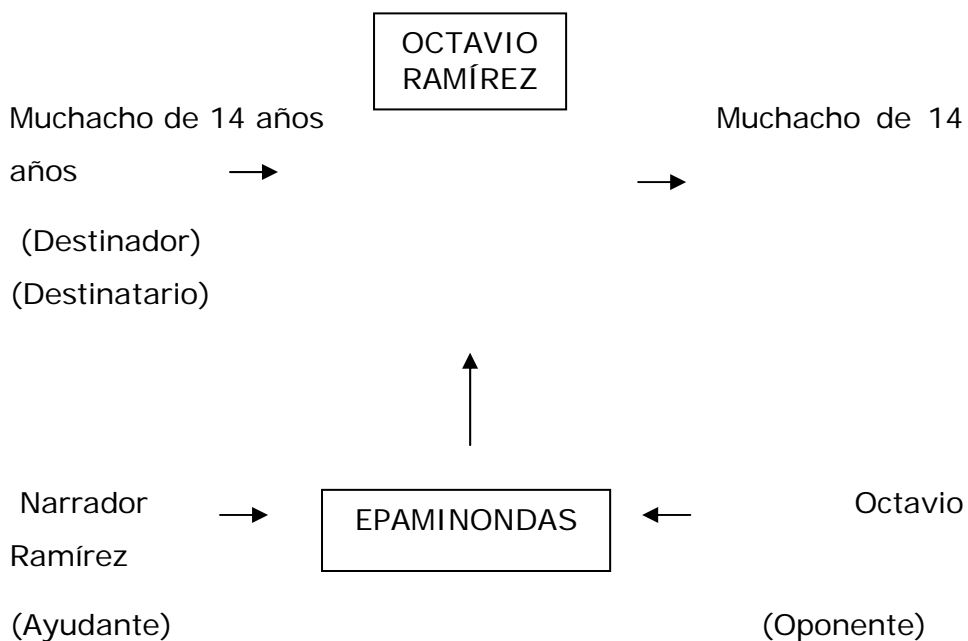 OCTAVIO
RAMÍREZ
Muchacho de 14 años
Muchacho de 14
años
(Destinador)
(Destinatario)
Narrador
EPAMINONDAS
Octavio
Ramírez
(Ayudante)
(Oponente)